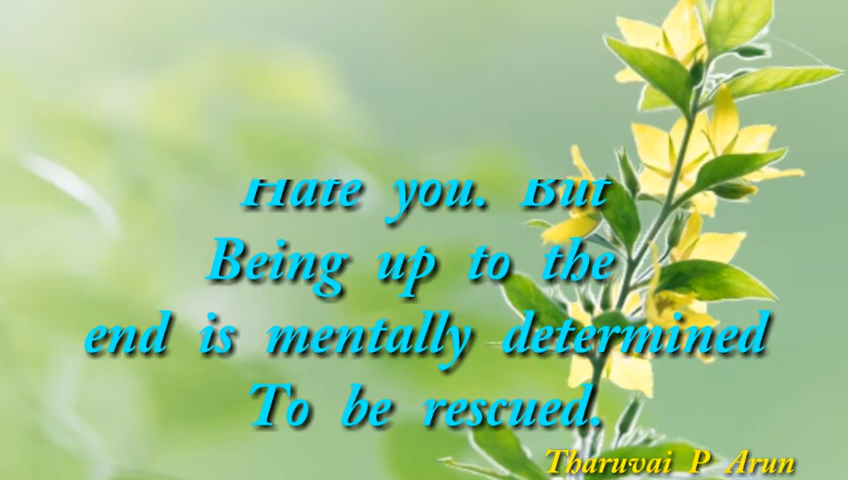 Hate you. But
Being up to the
end is mentally determined
To be rescued.
Tharuvai P Arun